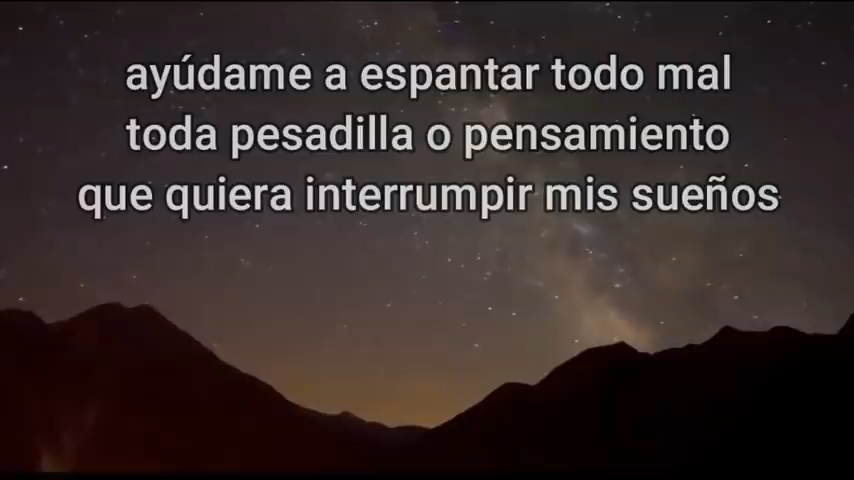 ayúdame a espantar todo mal
toda pesadilla o pensamiento
que quiera interrumpir mis sueños